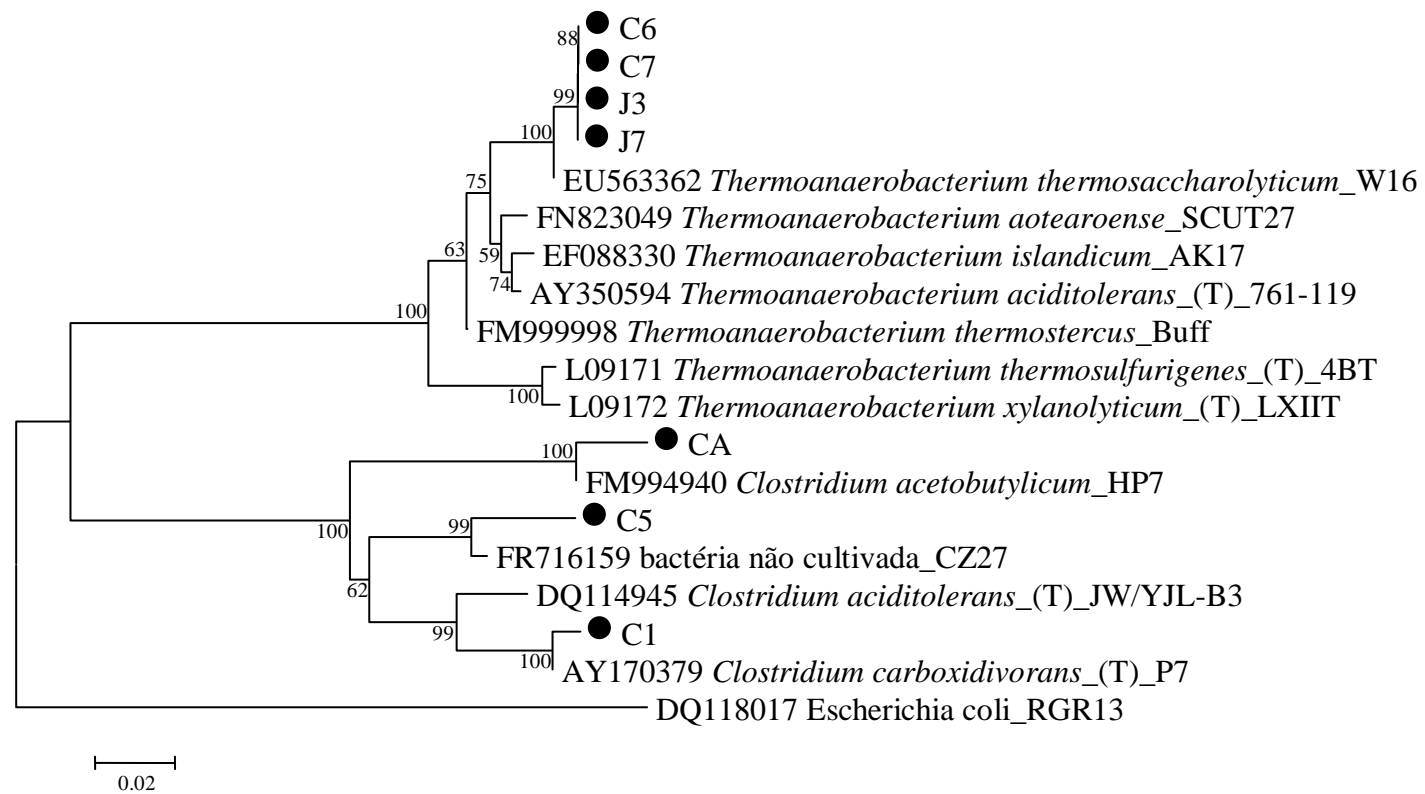 C6
88
C7
99
J3
100
J7
EU563362 Thermoanaerobacterium thermosaccharolyticum_W16
75
FN823049 Thermoanaerobacterium aotearoense_SCUT27
63
59
EF088330 Thermoanaerobacterium islandicum_AK17
74
AY350594 Thermoanaerobacterium aciditolerans_(T)_761-119
100
FM999998 Thermoanaerobacterium thermostercus_Buff
L09171 Thermoanaerobacterium thermosulfurigenes_(T)_4BT
100
L09172 Thermoanaerobacterium xylanolyticum_(T)_LXIIT
CA
100
FM994940 Clostridium acetobutylicum_HP7
C5
99
100
FR716159 bactéria não cultivada_CZ27
62
DQ114945 Clostridium aciditolerans_(T)_JW/YJL-B3
99
C1
100
AY170379 Clostridium carboxidivorans_(T)_P7
DQ118017 Escherichia coli_RGR13
0.02